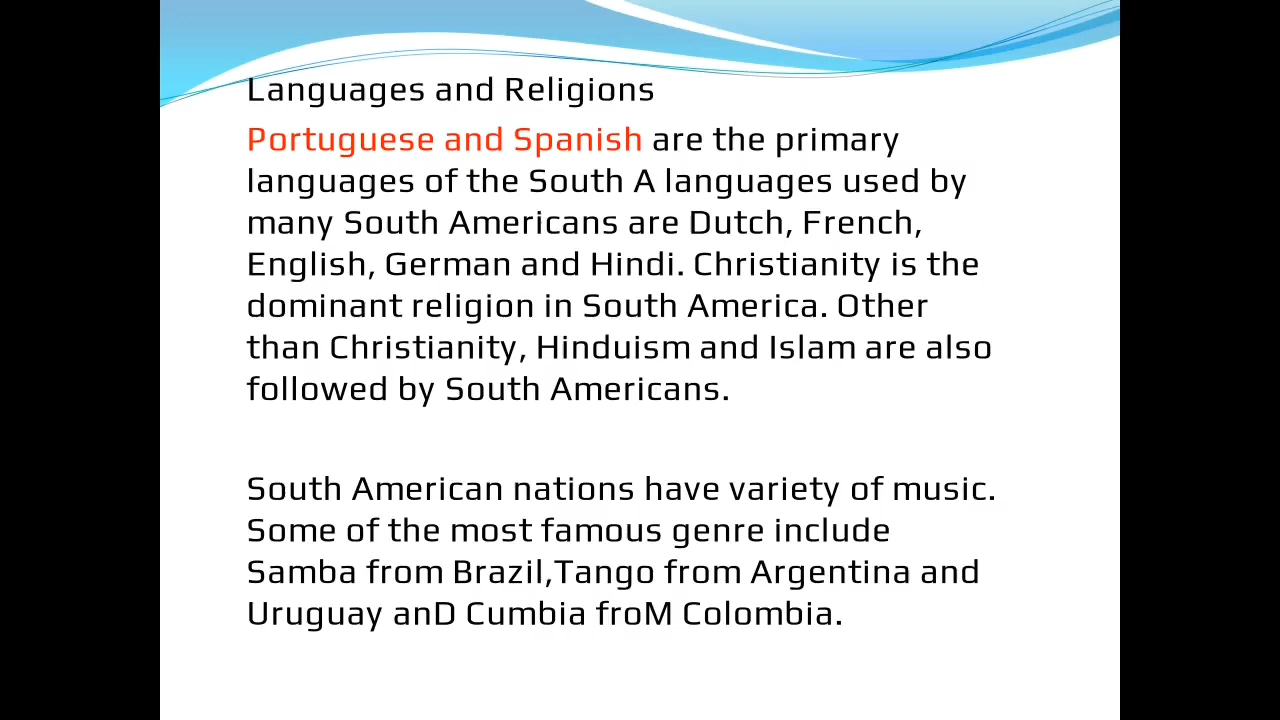 Languages and Religions
Portuguese and Spanish are the primary
languages of the South A languages used by
many South Americans are Dutch, French,
English, German and Hindi. Christianity is the
dominant religion in South America. Other
than Christianity, Hinduism and Islam are also
followed by South Americans.
South American nations have variety of music.
Some of the most famous genre include
Samba from Brazil,Tango from Argentina and
Uruguay anD Cumbia froM Colombia.